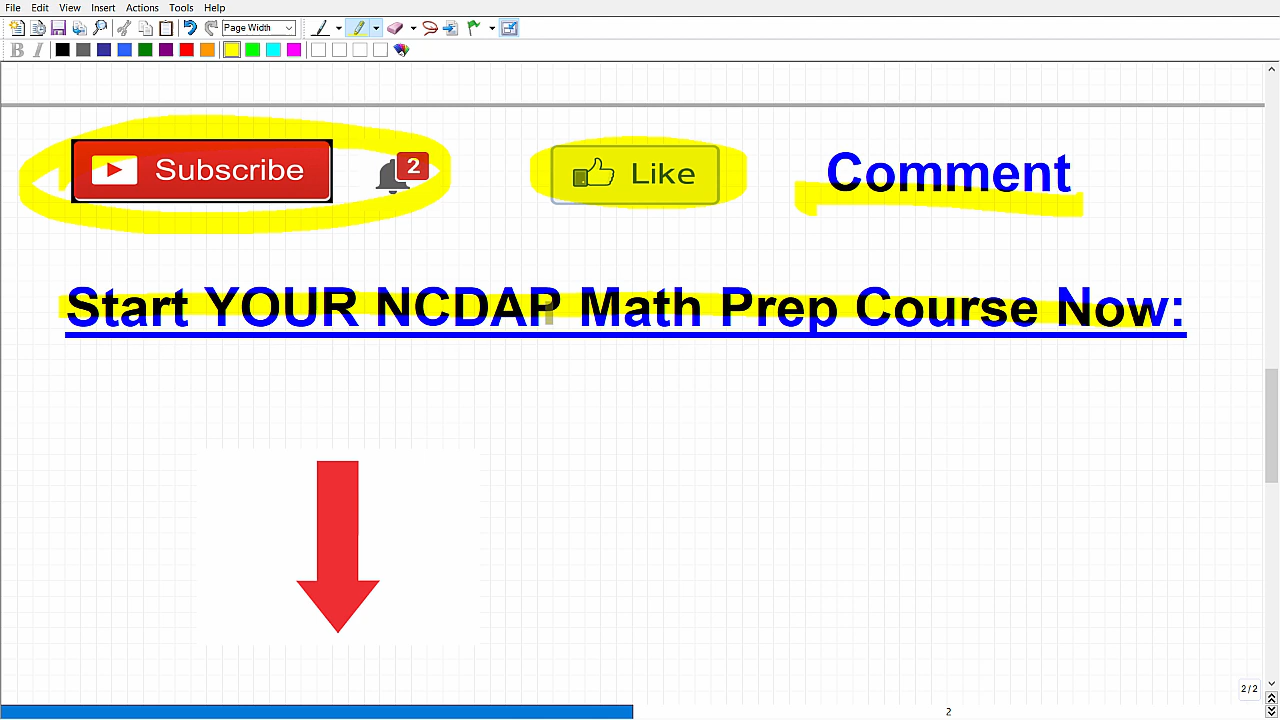 File Edit View Insert Actions Tools Help
Page Width
B I
Subscribe 2 Like Comment
Start YOUR NCDAP Math Prep Course Now:
2/2
2